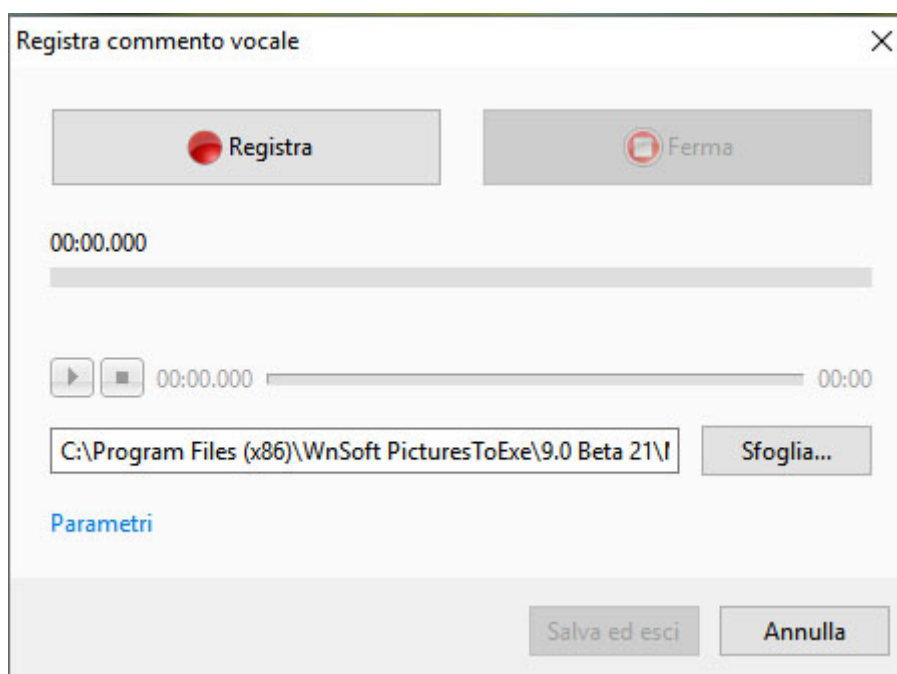 Registra commento vocale
Registra
Ferma
00:00.000
00:00.000 00:00
C:\Program Files (x86)\WnSoft PicturesToExe\9.0 Beta 21\
Sfoglia...
Parametri
Salva ed esci
Annulla